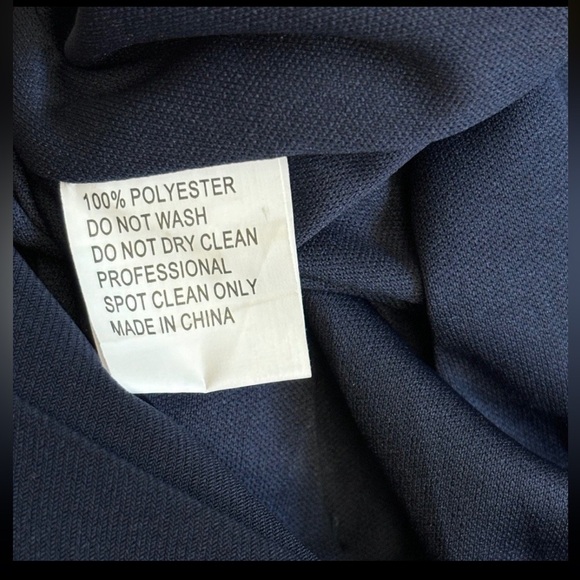 100% POLYESTER
DO NOT WASH
DO NOT DRY CLEAN
PROFESSIONAL
SPOT CLEAN ONLY
MADE IN CHINA